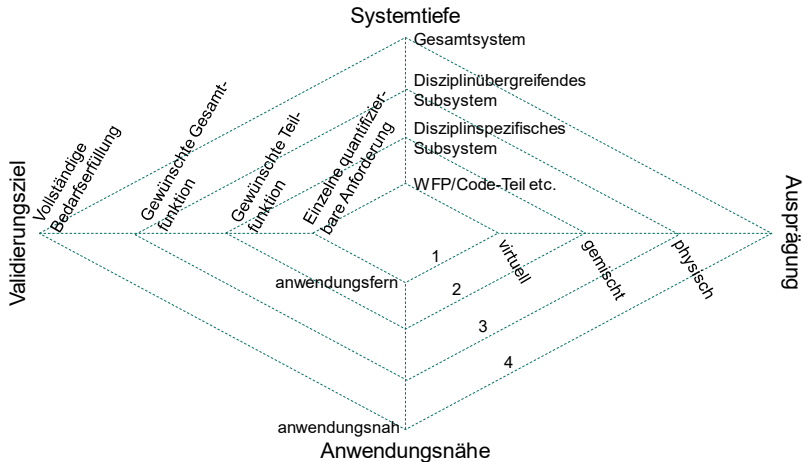 Systemtiefe
Gesamtsystem
Disziplinübergreifendes
Subsystem
Disziplinspezifisches
Subsystem
WFP/Code-Teil etc.
Validierungsziel
Vollständige
Bedarfserfüllung
Gewünschte Gesamt-
funktion
Gewünschte Teil-
funktion
Einzelne quantifizier-
bare Anforderung
Ausprägung
virtuell
gemischt
physisch
1
2
3
4
anwendungsfern
anwendungsnah
Anwendungsnähe